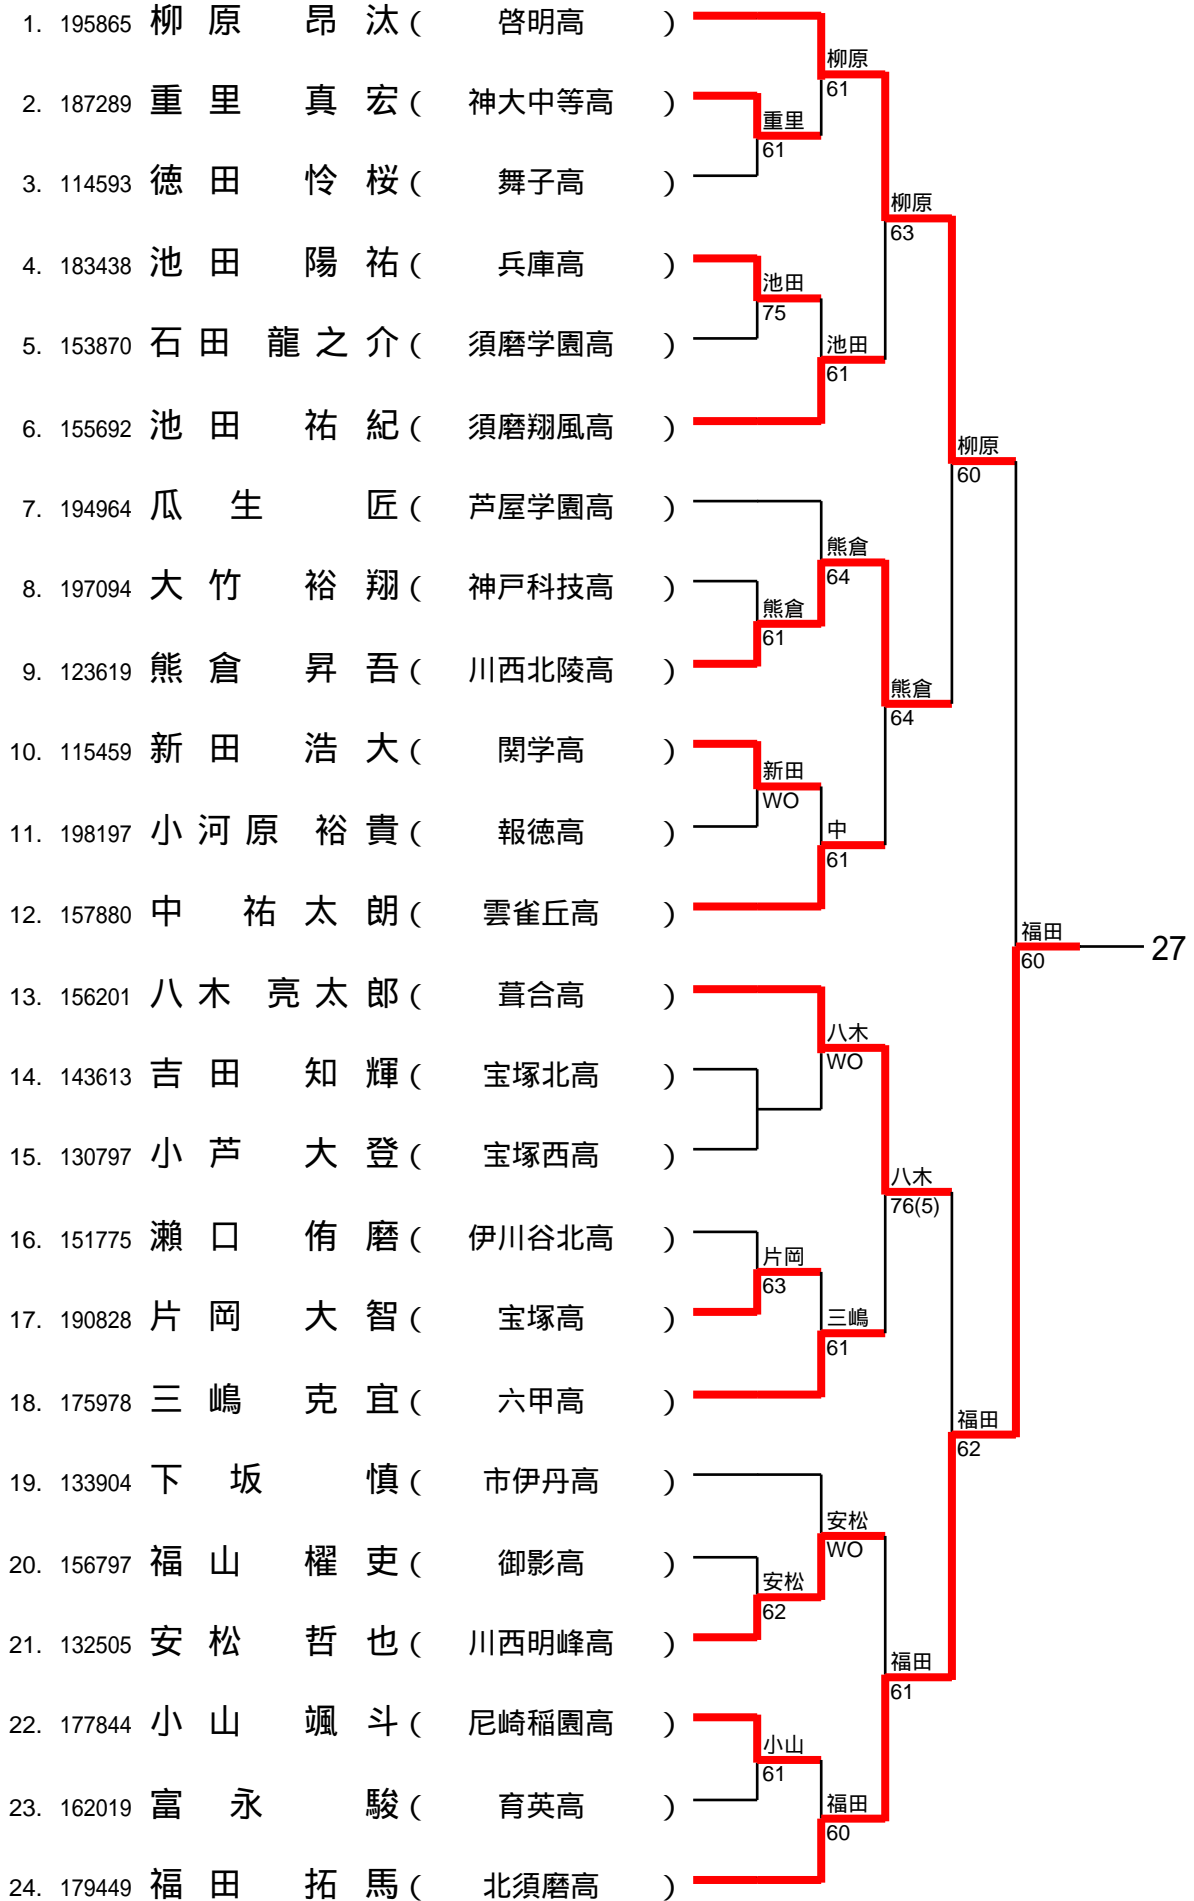 1. 195865 柳原 昂汰 ( 啓明高 )
柳原
61
2. 187289 重里 真宏 ( 神大中等高 )
重里
61
3. 114593 徳田 怜桜 ( 舞子高 )
柳原
63
4. 183438 池田 陽祐 ( 兵庫高 )
池田
75
5. 153870 石田 龍之介 ( 須磨学園高 )
池田
61
6. 155692 池田 祐紀 ( 須磨翔風高 )
柳原
60
7. 194964 瓜生 匠 ( 芦屋学園高 )
熊倉
64
8. 197094 大竹 裕翔 ( 神戸科技高 )
熊倉
61
9. 123619 熊倉 昇吾 ( 川西北陵高 )
熊倉
64
10. 115459 新田 浩大 ( 関学高 )
新田
WO
11. 198197 小河原 裕貴 ( 報徳高 )
中
61
12. 157880 中 祐太朗 ( 雲雀丘高 )
福田
60
27
13. 156201 八木 亮太郎 ( 葺合高 )
八木
WO
14. 143613 吉田 知輝 ( 宝塚北高 )
15. 130797 小芦 大登 ( 宝塚西高 )
八木
76(5)
16. 151775 瀬口 侑磨 ( 伊川谷北高 )
片岡
63
17. 190828 片岡 大智 ( 宝塚高 )
三嶋
61
18. 175978 三嶋 克宜 ( 六甲高 )
福田
62
19. 133904 下坂 慎 ( 市伊丹高 )
安松
WO
20. 156797 福山 櫂吏 ( 御影高 )
安松
62
21. 132505 安松 哲也 ( 川西明峰高 )
福田
61
22. 177844 小山 颯斗 ( 尼崎稲園高 )
小山
61
23. 162019 富永 駿 ( 育英高 )
福田
60
24. 179449 福田 拓馬 ( 北須磨高 )